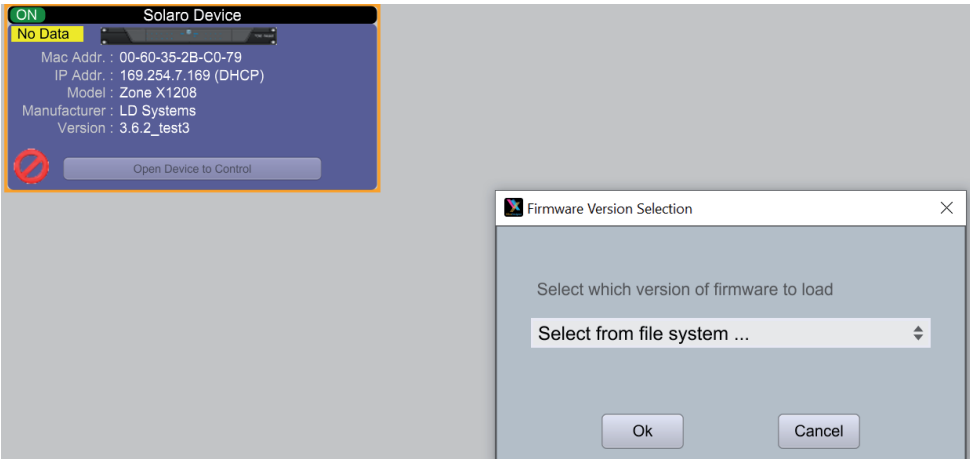 ON Solaro Device
No Data
Mac Addr. : 00-60-35-2B-C0-79
IP Addr. : 169.254.7.169 (DHCP)
Model : Zone X1208
Manufacturer : LD Systems
Version : 3.6.2_test3
Open Device to Control
Firmware Version Selection
Select which version of firmware to load
Select from file system ...
Ok Cancel